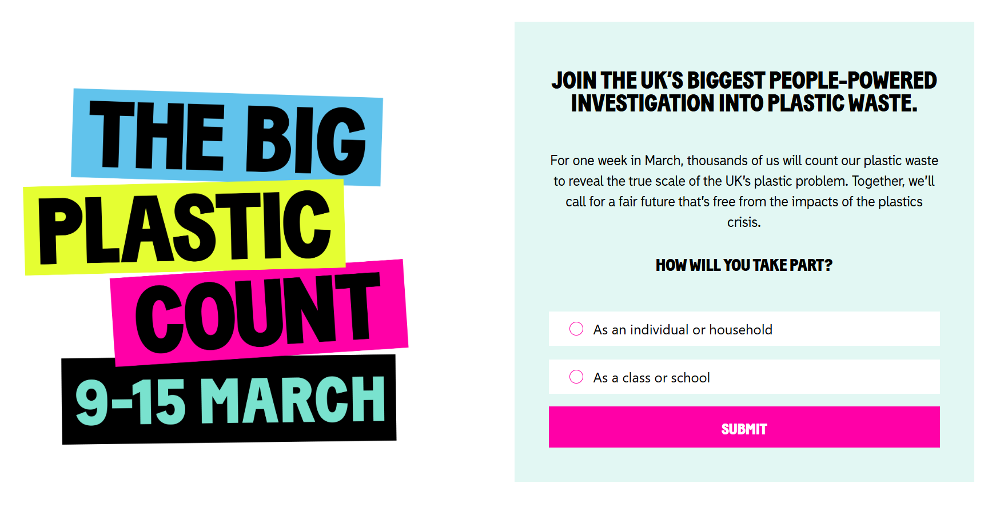 THE BIG
PLASTIC
COUNT
9-15 MARCH
JOIN THE UK'S BIGGEST PEOPLE-POWERED
INVESTIGATION INTO PLASTIC WASTE.
For one week in March, thousands of us will count our plastic waste
to reveal the true scale of the UK's plastic problem. Together, we'll
call for a fair future that's free from the impacts of the plastics
crisis.
HOW WILL YOU TAKE PART?
As an individual or household
As a class or school
SUBMIT